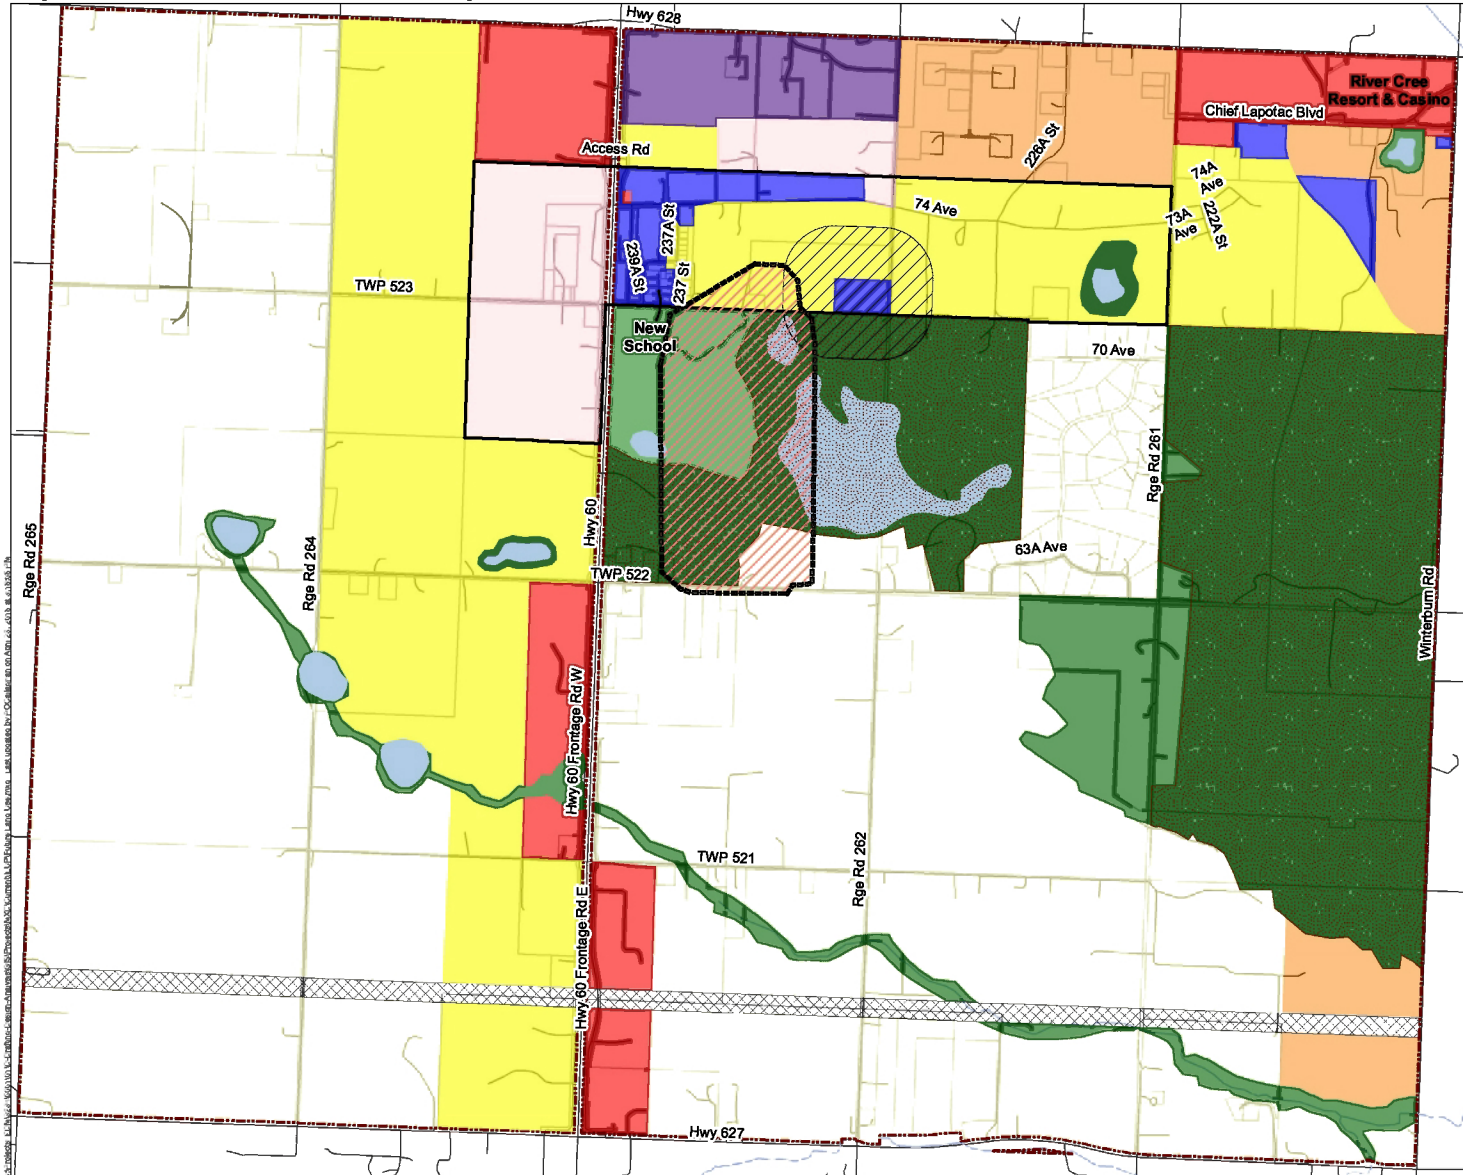 Hwy 628
River Cree
Resort & Casino
Chief Lapotac Blvd
Access Rd
226A St
74A
Ave
74 Ave
73A
Ave
222A St
237A St
239A St
237 St
TWP 523
New
School
70 Ave
Rge Rd 261
Hwy 60
Rge Rd 265
Rge Rd 264
63A Ave
TWP 522
Winterburn Rd
Hwy 60 Frontage Rd W
TWP 521
Rge Rd 262
Hwy 60 Frontage Rd E
Hwy 627